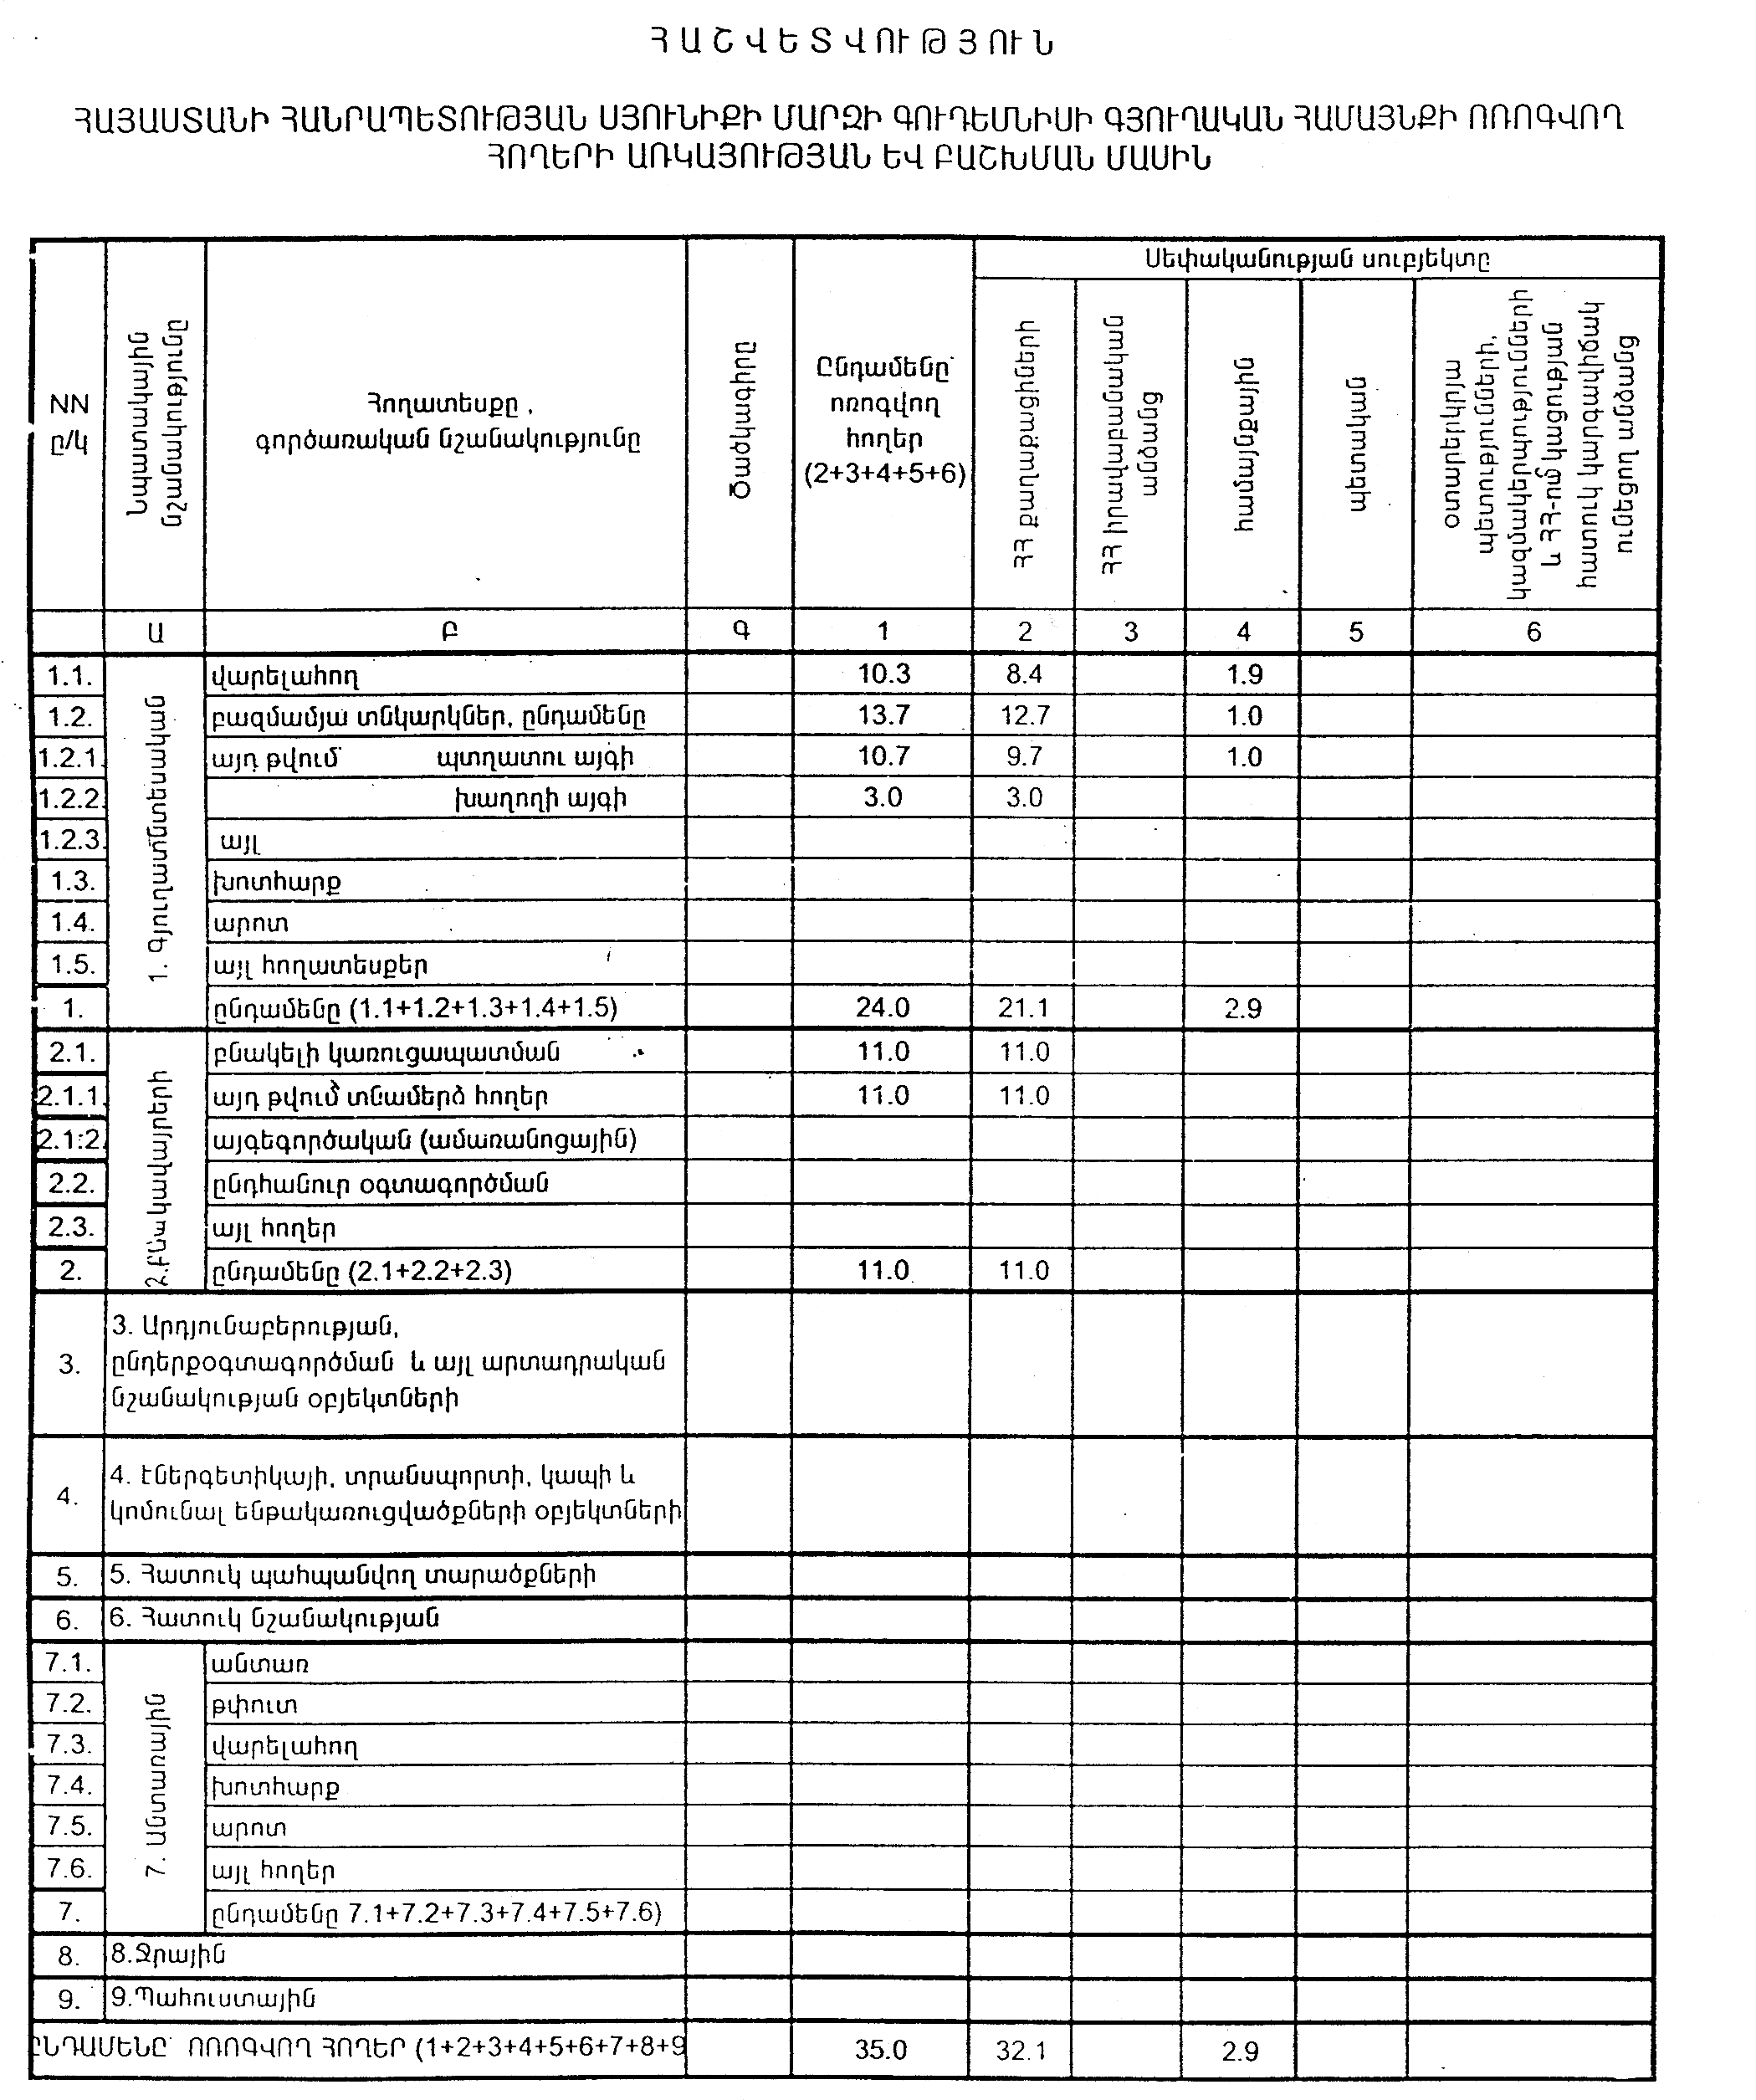 ՀԱՇՎԵՏՎՈՒԹՅՈՒՆ
ՀԱՅԱՍՏԱՆԻ ՀԱՆՐԱՊԵՏՈՒԹՅԱՆ ՍՅՈՒՆԻՔԻ ՄԱՐԶԻ ԳՈՒԴԵՄՆԻՍԻ ԳՅՈՒՂԱԿԱՆ ՀԱՄԱՅՆՔԻ ՈՌՈԳՎՈՂ
ՀՈՂԵՐԻ ԱՌԿԱՅՈՒԹՅԱՆ ԵՎ ԲԱՇԽՄԱՆ ՄԱՍԻՆ
NN
ը/կ
Նպատակային
նշանակությունը
Հողատեսքը,
գործառական նշանակությունը
Ծածկագիրը
Ընդամենը՝
ոռոգվող
հողեր
(2+3+4+5+6)
Սեփականության սուբյեկտը
ՀՀ քաղաքացիների
ՀՀ իրավաբանական
անձանց
համայնքային
պետական
օտարերկրյա
պետությունների,
կազմակերպությունների
և ՀՀ-ում կացության
հատուկ կարգավիճակ
ունեցող անձանց
Ա Բ Գ 1 2 3 4 5 6
1. Գյուղատնտեսական
1.1. վարելահող 10.3 8.4 1.9
1.2. բազմամյա տնկարկներ, ընդամենը 13.7 12.7 1.0
1.2.1. այդ թվում՝ պտղատու այգի 10.7 9.7 1.0
1.2.2. խաղողի այգի 3.0 3.0
1.2.3. այլ
1.3. խոտհարք
1.4. արոտ
1.5. այլ հողատեսքեր
1. ընդամենը (1.1+1.2+1.3+1.4+1.5) 24.0 21.1 2.9
2.Բնակավայրերի
2.1. բնակելի կառուցապատման 11.0 11.0
2.1.1. այդ թվում՝ տնամերձ հողեր 11.0 11.0
2.1.2. այգեգործական (ամառանոցային)
2.2. ընդհանուր օգտագործման
2.3. այլ հողեր
2. ընդամենը (2.1+2.2+2.3) 11.0 11.0
3. 3. Արդյունաբերության,
ընդերքօգտագործման և այլ արտադրական
նշանակության օբյեկտների
4. 4. էներգետիկայի, տրանսպորտի, կապի և
կոմունալ ենթակառուցվածքների օբյեկտների
5. 5. Հատուկ պահպանվող տարածքների
6. 6. Հատուկ նշանակության
7. Անտառային
7.1. անտառ
7.2. թփուտ
7.3. վարելահող
7.4. խոտհարք
7.5. արոտ
7.6. այլ հողեր
7. ընդամենը 7.1+7.2+7.3+7.4+7.5+7.6)
8. 8.Ջրային
9. 9.Պահուստային
ԸՆԴԱՄԵՆԸ՝ ՈՌՈԳՎՈՂ ՀՈՂԵՐ (1+2+3+4+5+6+7+8+9 35.0 32.1 2.9